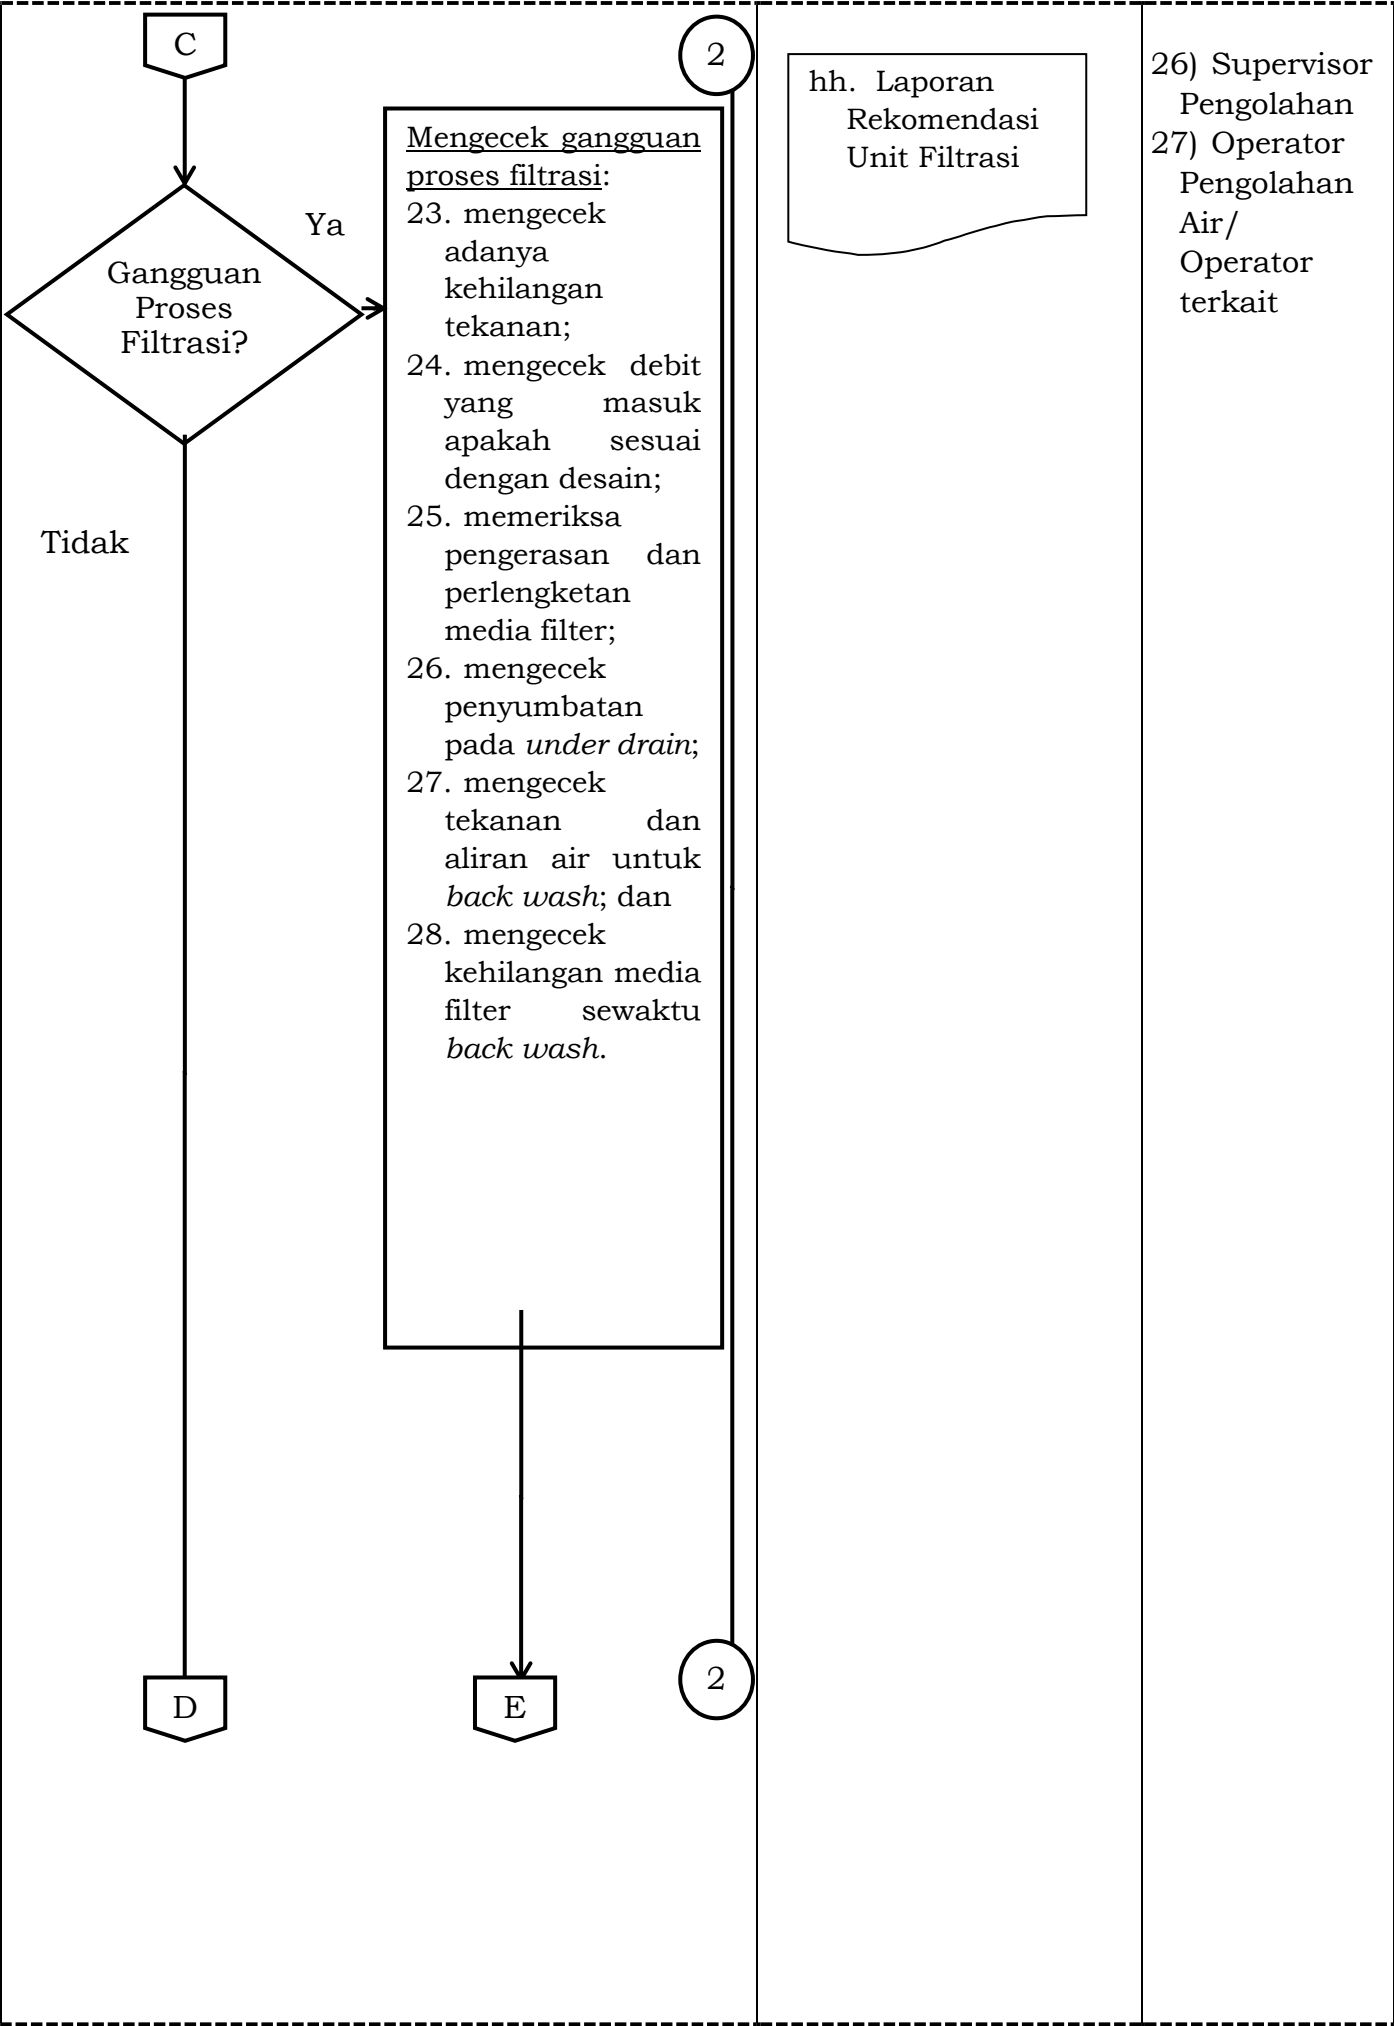 C
2
Ya
Gangguan
Proses
Filtrasi?
Tidak
Mengecek gangguan
proses filtrasi:
23. mengecek
adanya
kehilangan
tekanan;
24. mengecek debit
yang masuk
apakah sesuai
dengan desain;
25. memeriksa
pengerasan dan
perlengketan
media filter;
26. mengecek
penyumbatan
pada under drain;
27. mengecek
tekanan dan
aliran air untuk
back wash; dan
28. mengecek
kehilangan media
filter sewaktu
back wash.
D
E
2
hh. Laporan
Rekomendasi
Unit Filtrasi
26) Supervisor
Pengolahan
27) Operator
Pengolahan
Air/
Operator
terkait